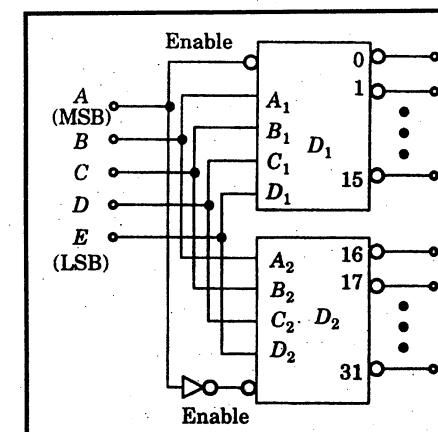 Enable
A
(MSB)
B
C
D
E
(LSB)
A₁
B₁
C₁
D₁
D₁
0
1
15
A₂
B₂
C₂
D₂
D₂
16
17
31
Enable